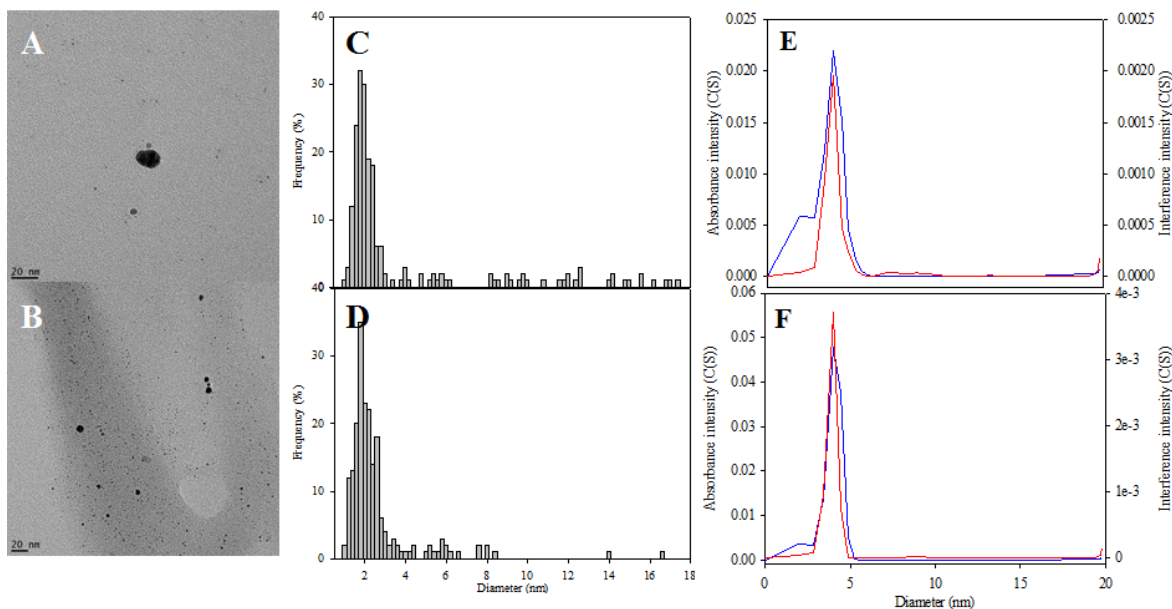 A
20 nm
B
20 nm
C
Frequency (%)
40
30
20
10
0
D
Frequency (%)
40
30
20
10
0
2 4 6 8 10 12 14 16 18
Diameter (nm)
E
Absorbance intensity (C(S))
0.025
0.020
0.015
0.010
0.005
0.000
Interference intensity (C(S))
0.0025
0.0020
0.0015
0.0010
0.0005
0.0000
F
Absorbance intensity (C(S))
0.06
0.05
0.04
0.03
0.02
0.01
0.00
Interference intensity (C(S))
4e-3
3e-3
2e-3
1e-3
0
0 5 10 15 20
Diameter (nm)